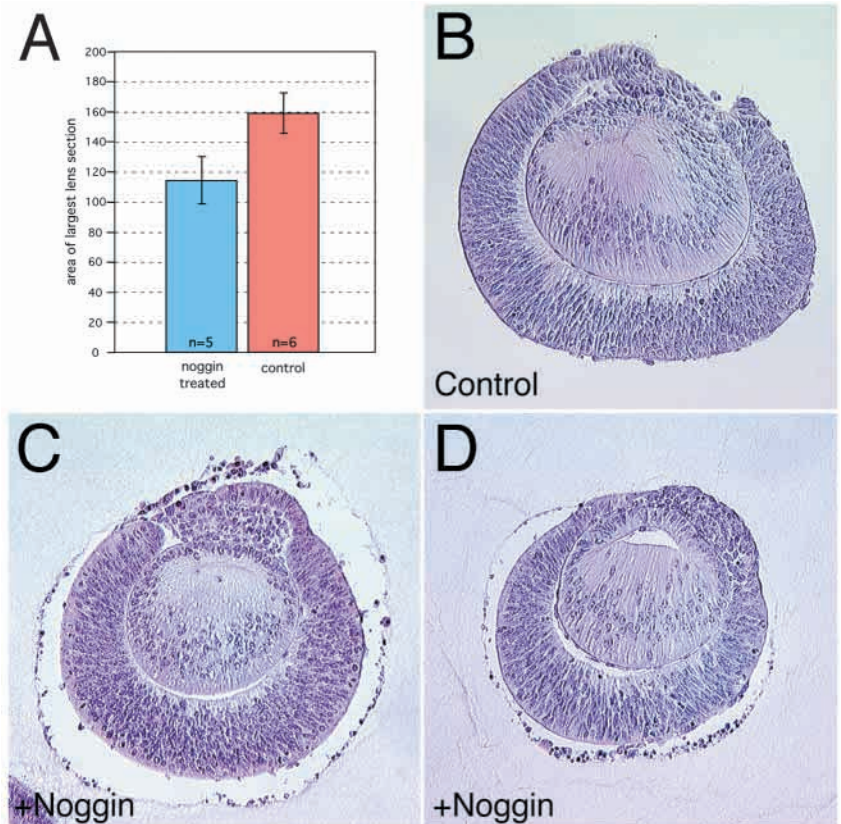 A
200
180
160
140
120
100
80
60
40
20
0
area of largest lens section
n=5
n=6
noggin
treated
control
B
Control
C
+Noggin
D
+Noggin